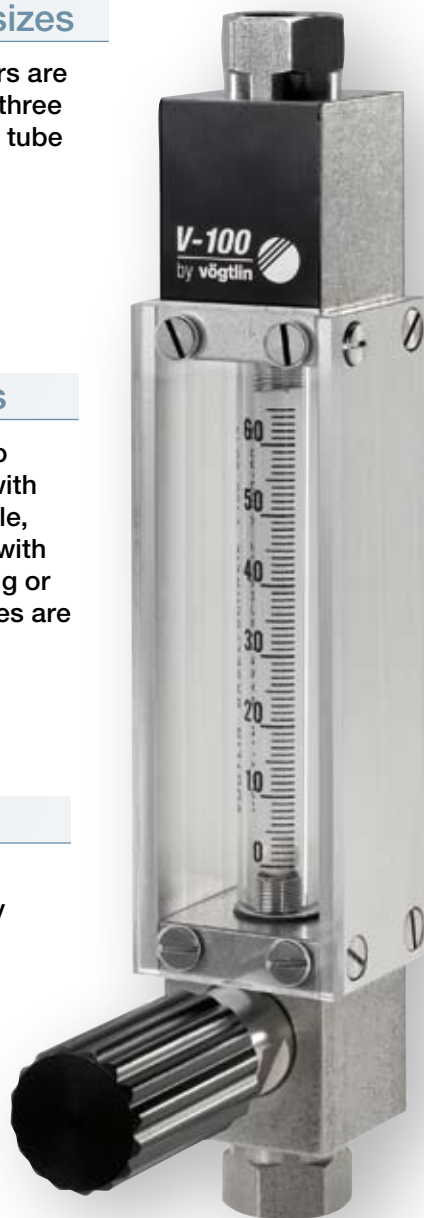 sizes
rs are
three
tube
V-100
by vögtlin
s
o
with
le,
with
g or
es are
y
60
50
40
30
20
10
0